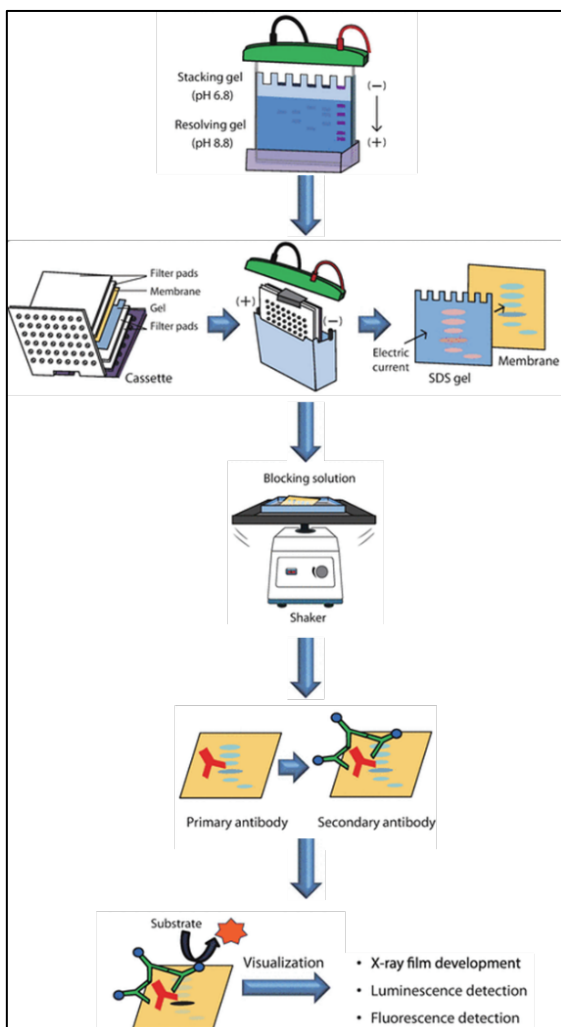 Stacking gel
(pH 6.8)
(−)
Resolving gel
(pH 8.8)
(+)
Filter pads
Membrane
Gel
Filter pads
Cassette
(+)
(−)
Electric
current
SDS gel
Membrane
Blocking solution
Shaker
Primary antibody
Secondary antibody
Substrate
Visualization
• X-ray film development
• Luminescence detection
• Fluorescence detection